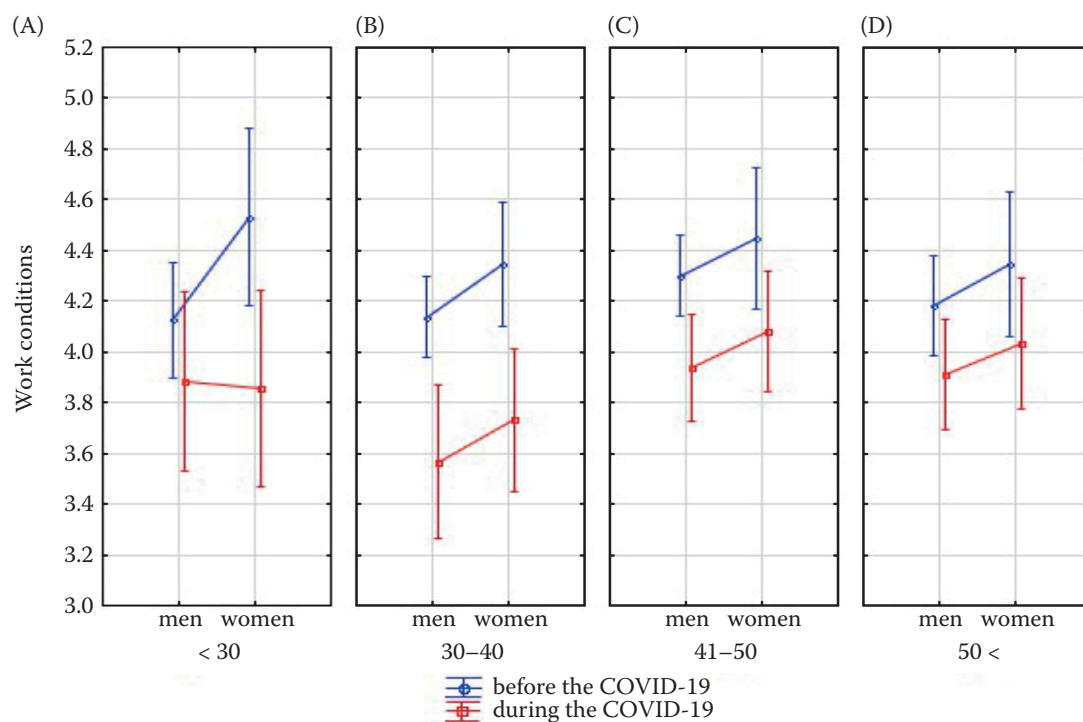 (A) (B) (C) (D)
5.2
5.0
4.8
4.6
4.4
4.2
4.0
3.8
3.6
3.4
3.2
3.0
Work conditions
men women men women men women men women
< 30 30–40 41–50 50 <
before the COVID-19
during the COVID-19